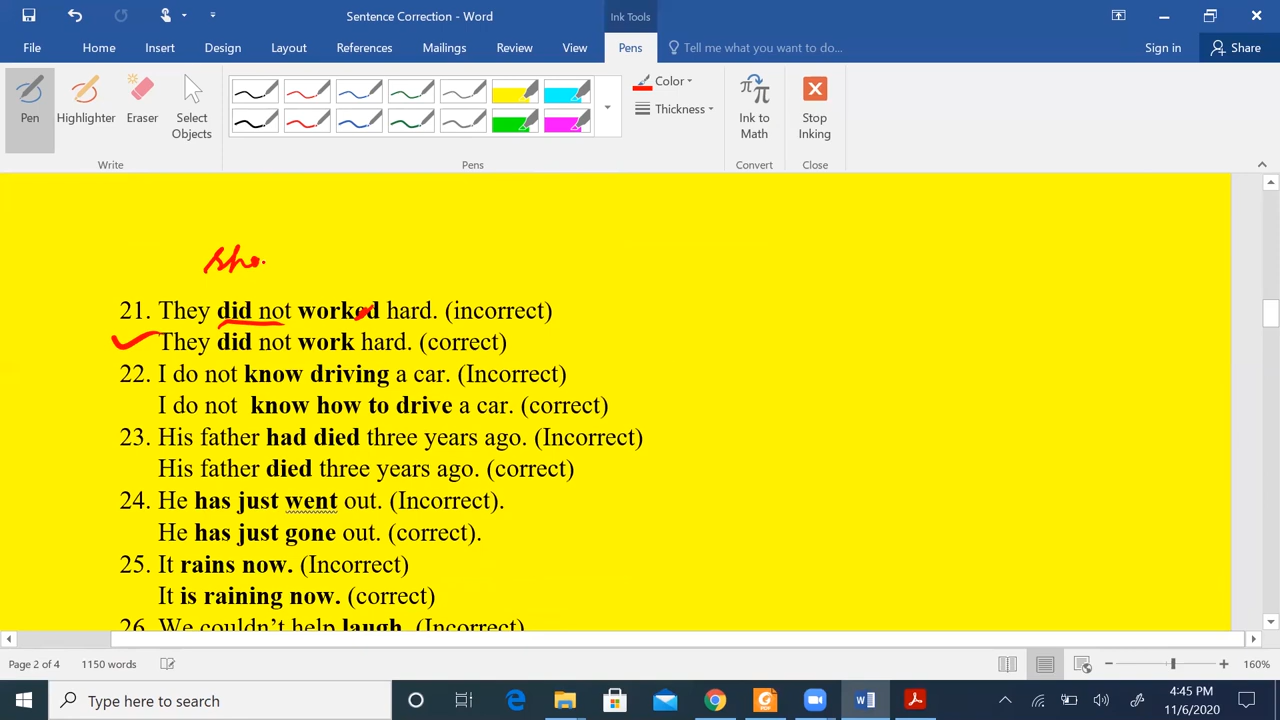 Sentence Correction - Word
Ink Tools
File Home Insert Design Layout References Mailings Review View Pens Tell me what you want to do... Sign in Share
Pen Highlighter Eraser Select Objects
Color
Thickness
Ink to Math
Stop Inking
Write Pens Convert Close
She
21. They did not worked hard. (incorrect)
They did not work hard. (correct)
22. I do not know driving a car. (Incorrect)
I do not know how to drive a car. (correct)
23. His father had died three years ago. (Incorrect)
His father died three years ago. (correct)
24. He has just went out. (Incorrect).
He has just gone out. (correct).
25. It rains now. (Incorrect)
It is raining now. (correct)
26. We couldn't help laugh. (Incorrect)
Page 2 of 4 1150 words 160%
Type here to search
4:45 PM
11/6/2020